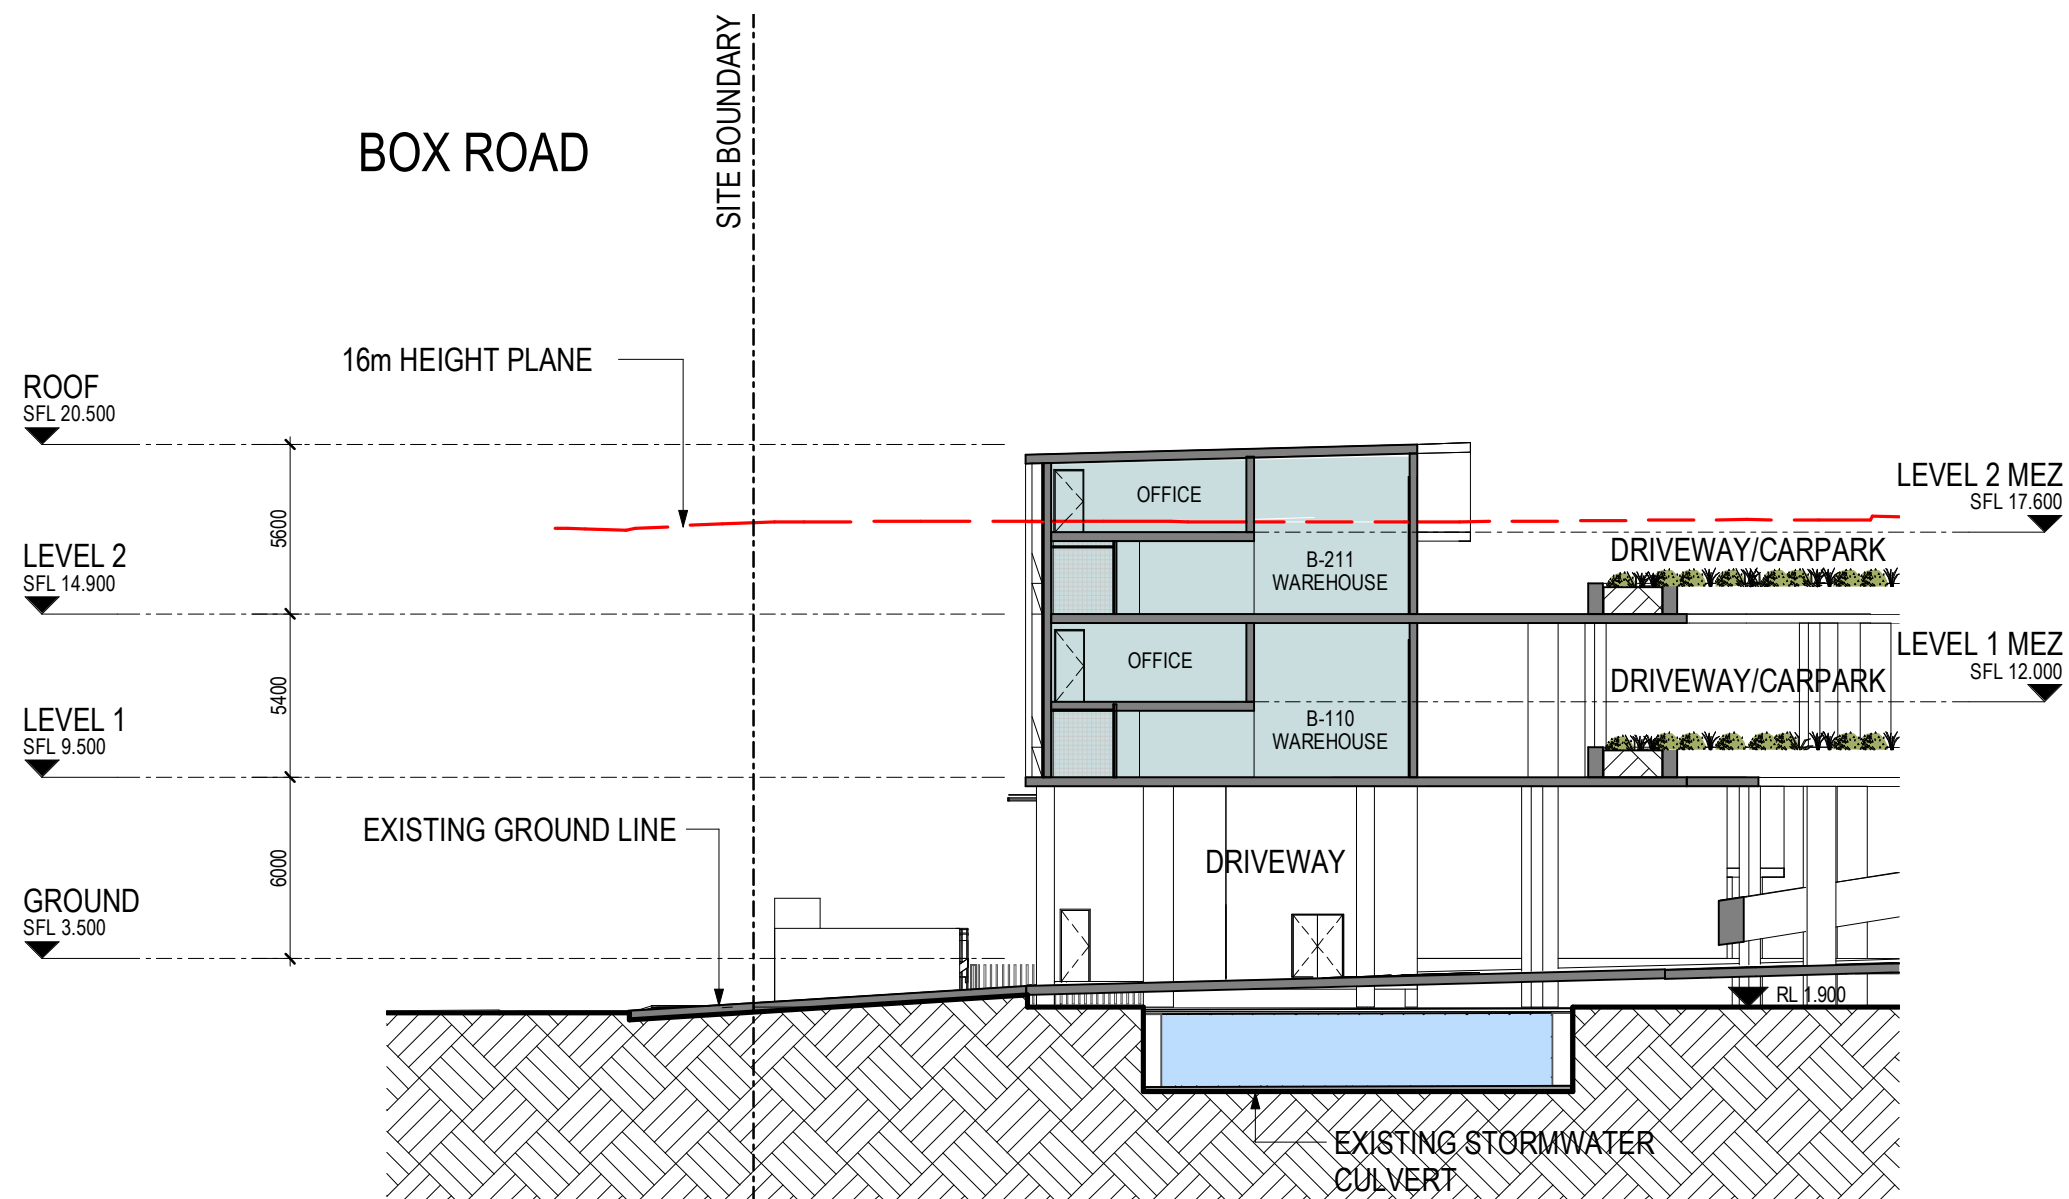 SITE BOUNDARY
BOX ROAD
16m HEIGHT PLANE
ROOF
SFL 20.500
5600
LEVEL 2
SFL 14.900
5400
LEVEL 1
SFL 9.500
6000
GROUND
SFL 3.500
EXISTING GROUND LINE
OFFICE
B-211
WAREHOUSE
OFFICE
B-110
WAREHOUSE
DRIVEWAY
LEVEL 2 MEZ
SFL 17.600
DRIVEWAY/CARPARK
LEVEL 1 MEZ
SFL 12.000
DRIVEWAY/CARPARK
RL 1.900
EXISTING STORMWATER
CULVERT